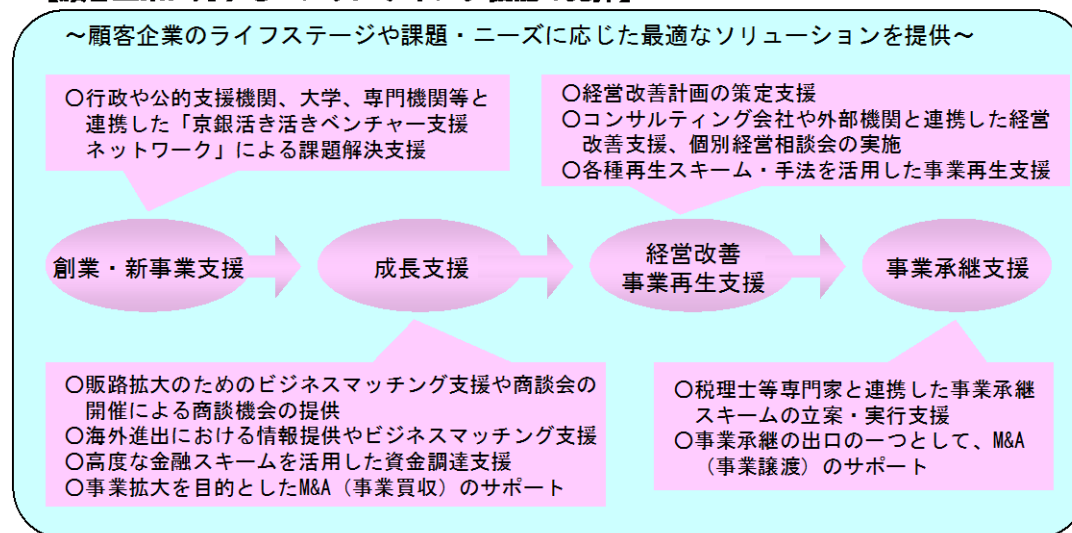 ～顧客企業のライフステージや課題・ニーズに応じた最適なソリューションを提供～
〇行政や公的支援機関、大学、専門機関等と
連携した「京銀活き活きベンチャー支援
ネットワーク」による課題解決支援
〇経営改善計画の策定支援
〇コンサルティング会社や外部機関と連携した経営
改善支援、個別経営相談会の実施
〇各種再生スキーム・手法を活用した事業再生支援
創業・新事業支援
成長支援
経営改善
事業再生支援
事業承継支援
〇販路拡大のためのビジネスマッチング支援や商談会の
開催による商談機会の提供
〇海外進出における情報提供やビジネスマッチング支援
〇高度な金融スキームを活用した資金調達支援
〇事業拡大を目的としたM&A（事業買収）のサポート
〇税理士等専門家と連携した事業承継
スキームの立案・実行支援
〇事業承継の出口の一つとして、M&A
（事業譲渡）のサポート